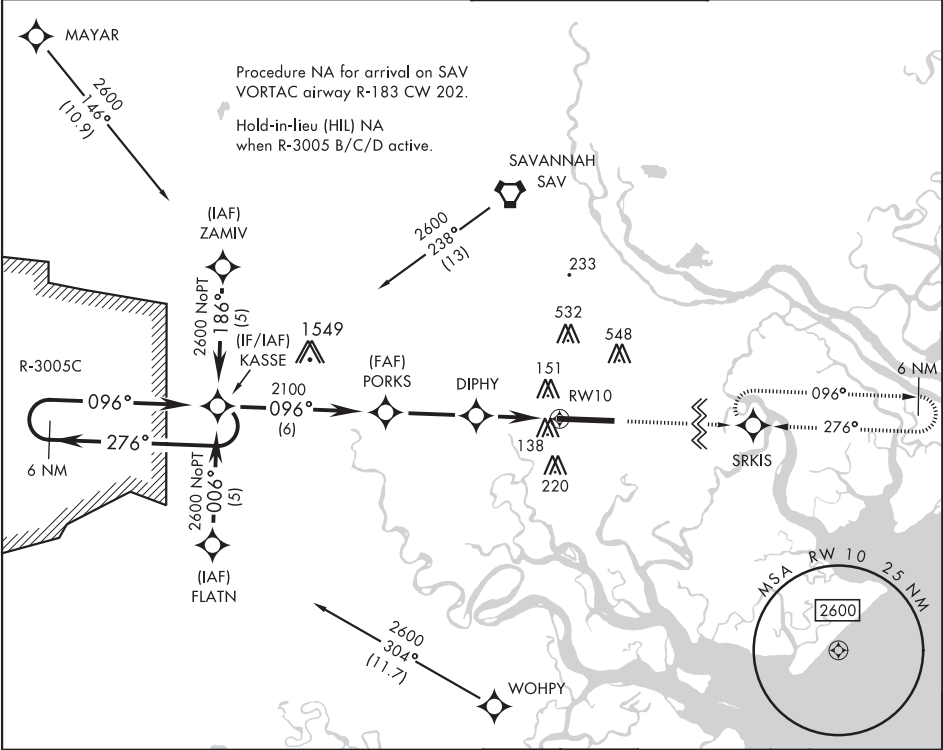 MAYAR
2600
146°
(10.9)
Procedure NA for arrival on SAV
VORTAC airway R-183 CW 202.
Hold-in-lieu (HIL) NA
when R-3005 B/C/D active.
SAVANNAH
SAV
2600
238°
(13)
(IAF)
ZAMIV
2600 NoPT
186°
(5)
(IF/IAF)
KASSE
1549
233
532
548
151
R-3005C
096°
276°
6 NM
2100
096°
(6)
(FAF)
PORKS
DIPHY
RW10
138
220
096°
276°
6 NM
SRKIS
2600 NoPT
006°
(5)
(IAF)
FLATN
2600
304°
(11.7)
WOHPY
MSA RW 10 25 NM
2600